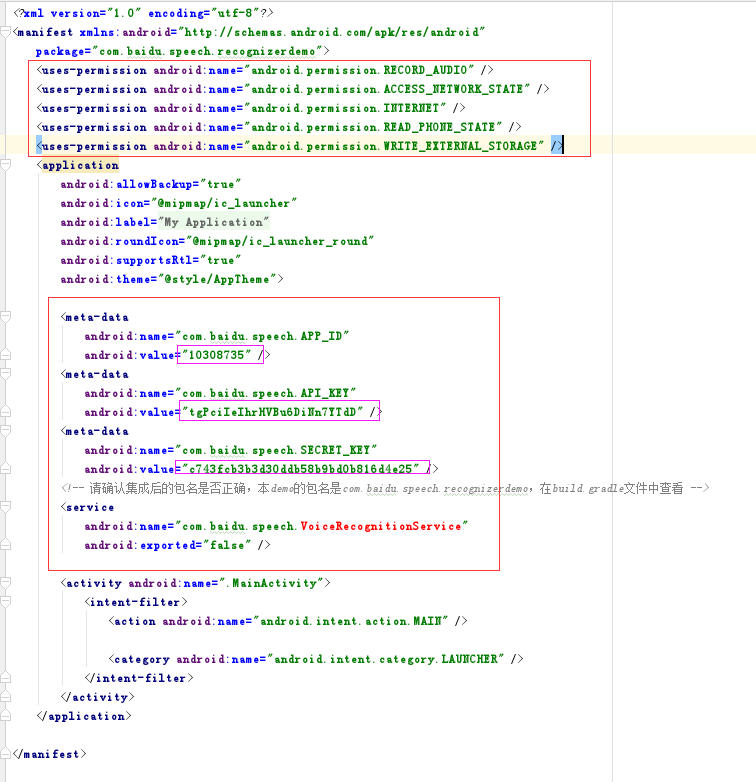 <?xml version="1.0" encoding="utf-8"?>
<manifest xmlns:android="http://schemas.android.com/apk/res/android"
package="com.baidu.speech.recognizerdemo">
<uses-permission android:name="android.permission.RECORD_AUDIO" />
<uses-permission android:name="android.permission.ACCESS_NETWORK_STATE" />
<uses-permission android:name="android.permission.INTERNET" />
<uses-permission android:name="android.permission.READ_PHONE_STATE" />
<uses-permission android:name="android.permission.WRITE_EXTERNAL_STORAGE" />
<application
android:allowBackup="true"
android:icon="@mipmap/ic_launcher"
android:label="My Application"
android:roundIcon="@mipmap/ic_launcher_round"
android:supportsRtl="true"
android:theme="@style/AppTheme">
<meta-data
android:name="com.baidu.speech.APP_ID"
android:value="10308735" />
<meta-data
android:name="com.baidu.speech.API_KEY"
android:value="tgPciIeIhrHVBu6DiNn7YTdD" />
<meta-data
android:name="com.baidu.speech.SECRET_KEY"
android:value="c743fcb3b3d30ddb58b9bd0b816d4e25" />
<!-- 请确认集成后的包名是否正确，本demo的包名是com.baidu.speech.recognizerdemo，在build.gradle文件中查看 -->
<service
android:name="com.baidu.speech.VoiceRecognitionService"
android:exported="false" />
<activity android:name=".MainActivity">
<intent-filter>
<action android:name="android.intent.action.MAIN" />
<category android:name="android.intent.category.LAUNCHER" />
</intent-filter>
</activity>
</application>
</manifest>